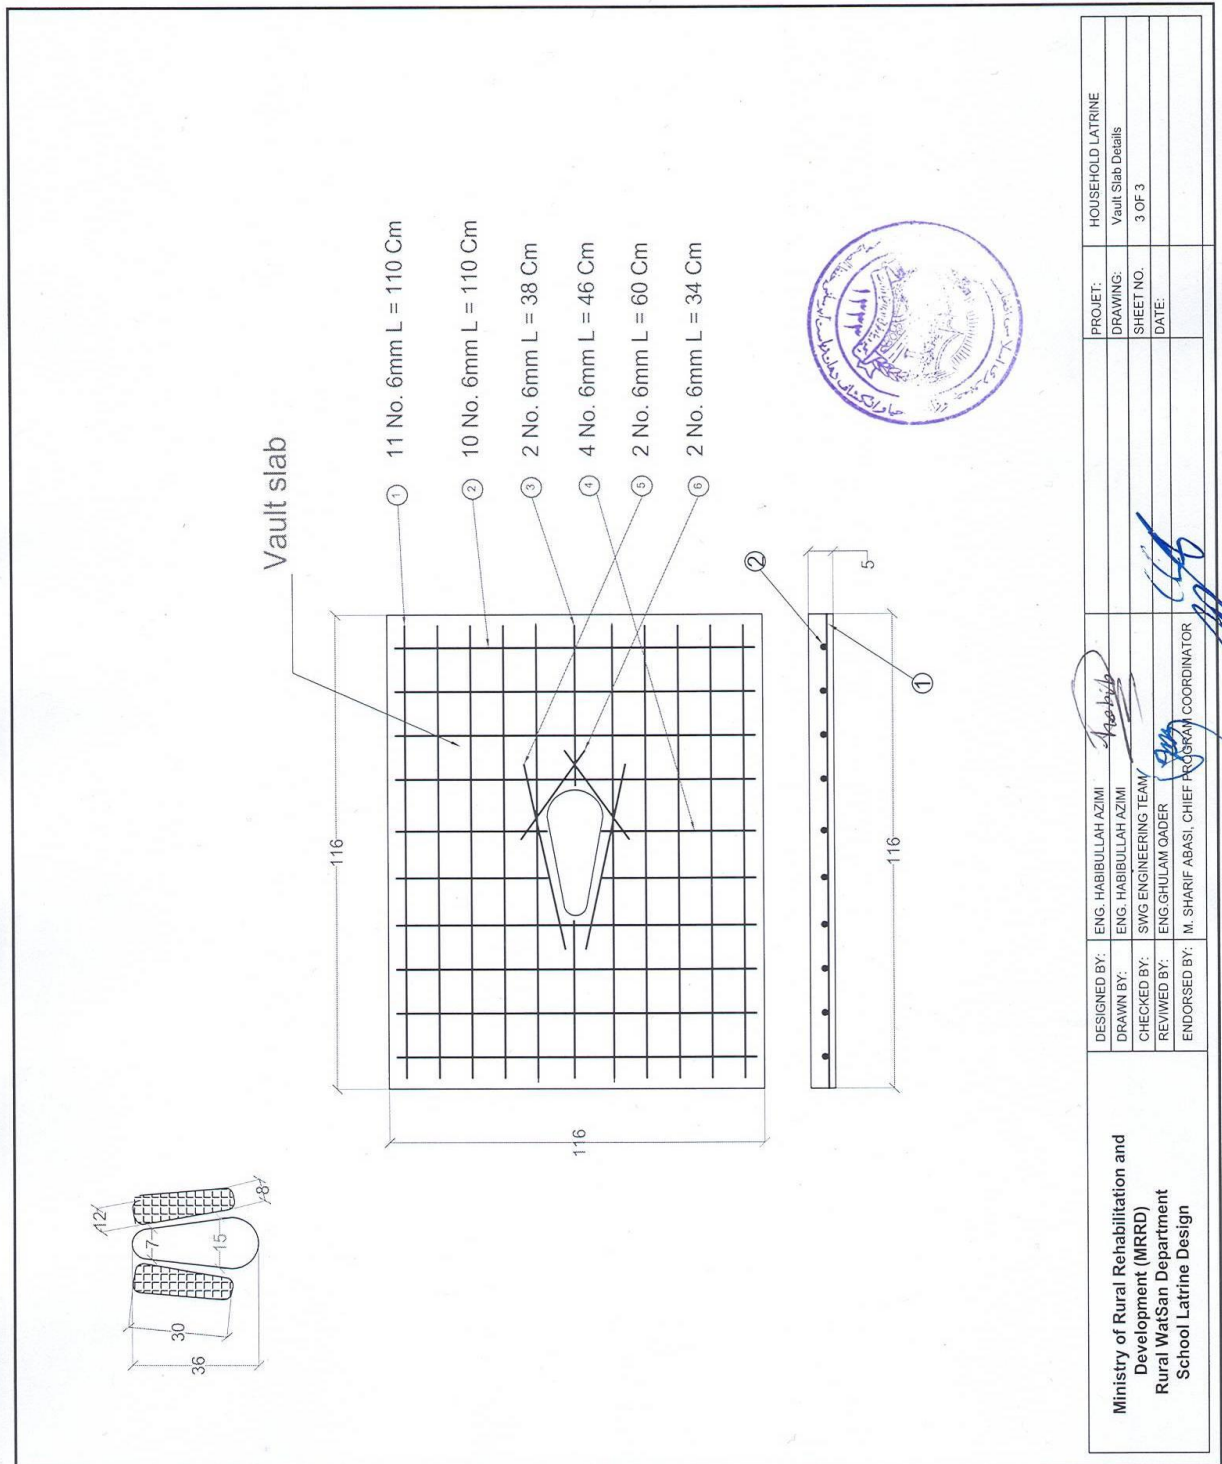 12
8
7
15
30
36
Vault slab
116
116
1 11 No. 6mm L = 110 Cm
2 10 No. 6mm L = 110 Cm
3 2 No. 6mm L = 38 Cm
4 4 No. 6mm L = 46 Cm
5 2 No. 6mm L = 60 Cm
6 2 No. 6mm L = 34 Cm
2
5
116
1
Ministry of Rural Rehabilitation and
Development (MRRD)
Rural WatSan Department
School Latrine Design
DESIGNED BY: ENG. HABIBULLAH AZIMI
DRAWN BY: ENG. HABIBULLAH AZIMI
CHECKED BY: SWG ENGINEERING TEAM
REVIWED BY: ENG.GHULAM QADER
ENDORSED BY: M. SHARIF ABASI, CHIEF PROGRAM COORDINATOR
PROJET: HOUSEHOLD LATRINE
DRAWING: Vault Slab Details
SHEET NO. 3 OF 3
DATE: